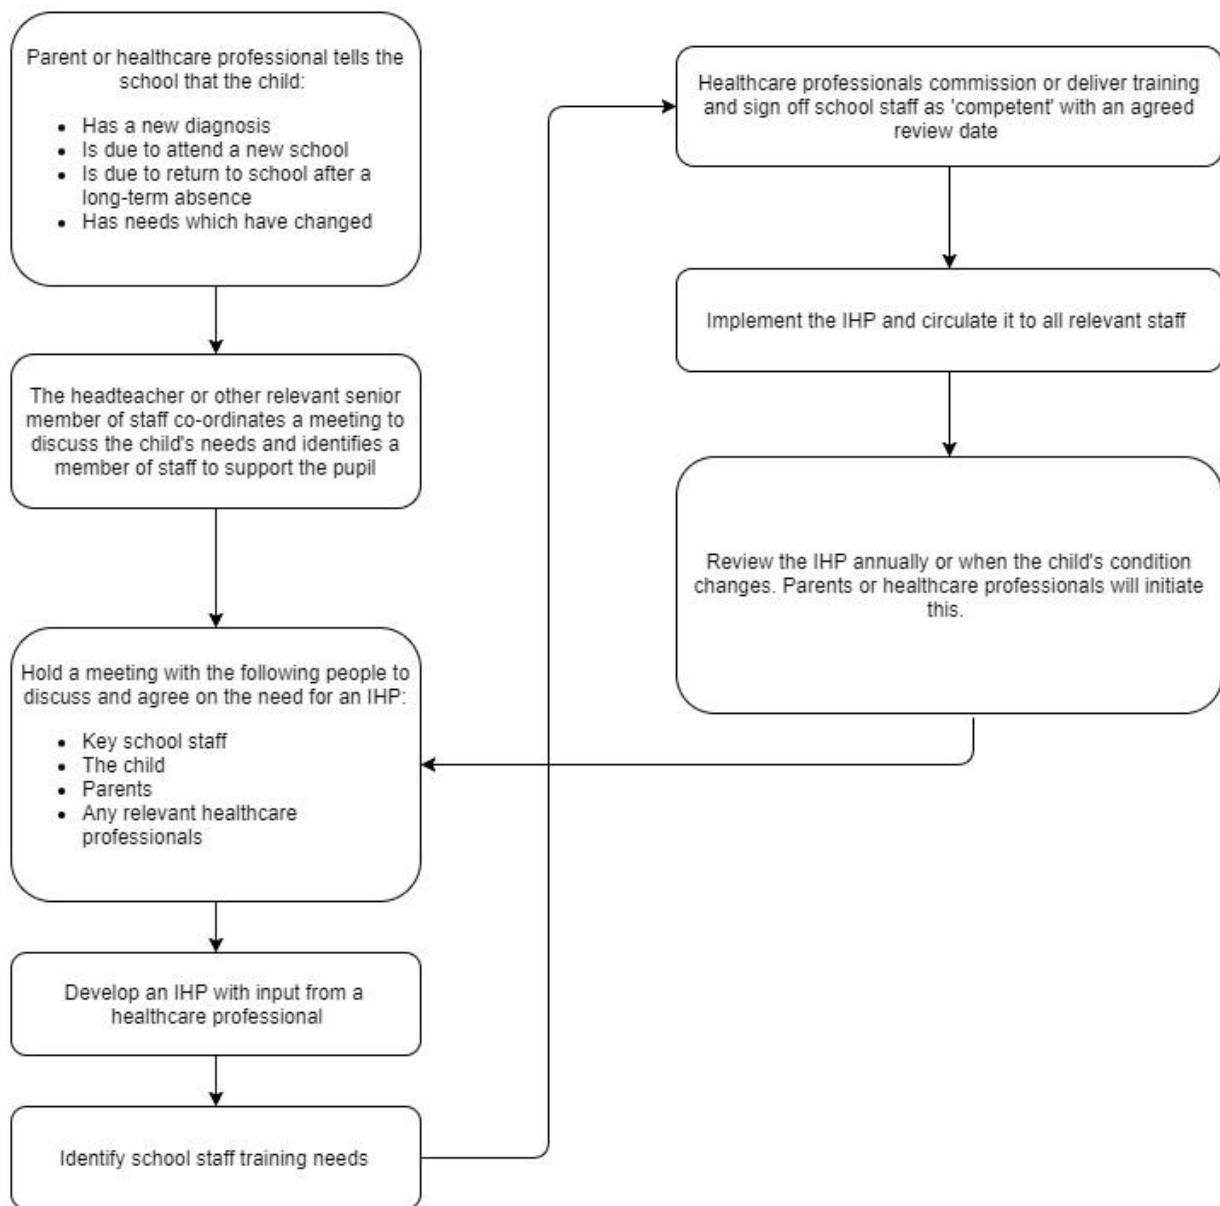 Parent or healthcare professional tells the
school that the child:
• Has a new diagnosis
• Is due to attend a new school
• Is due to return to school after a
long-term absence
• Has needs which have changed
The headteacher or other relevant senior
member of staff co-ordinates a meeting to
discuss the child's needs and identifies a
member of staff to support the pupil
Hold a meeting with the following people to
discuss and agree on the need for an IHP:
• Key school staff
• The child
• Parents
• Any relevant healthcare
professionals
Develop an IHP with input from a
healthcare professional
Identify school staff training needs
Healthcare professionals commission or deliver training
and sign off school staff as 'competent' with an agreed
review date
Implement the IHP and circulate it to all relevant staff
Review the IHP annually or when the child's condition
changes. Parents or healthcare professionals will initiate
this.